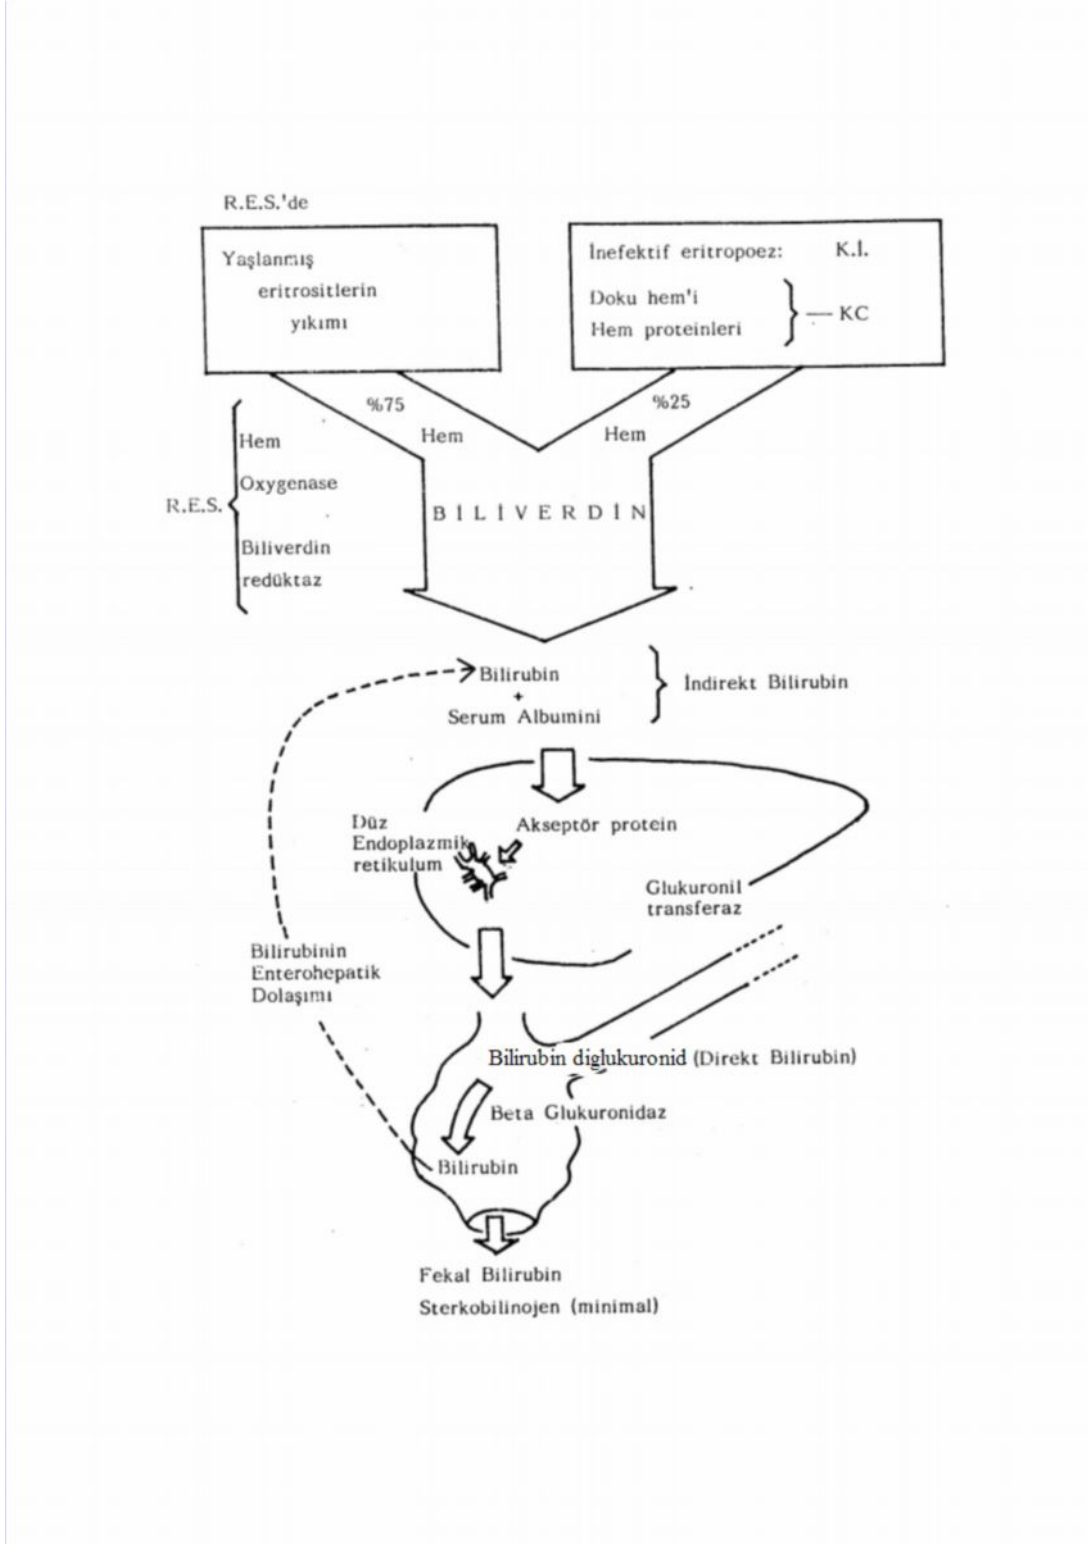 R.E.S.'de
Yaşlanmış
eritrositlerin
yıkımı
İnefektif eritropoez: K.İ.
Doku hem'i
Hem proteinleri
— KC
%75
Hem
%25
Hem
R.E.S.
Hem
Oxygenase
Biliverdin
redüktaz
BİLİVERDİN
Bilirubin
+
Serum Albumini
İndirekt Bilirubin
Düz
Endoplazmik
retikulum
Akseptör protein
Glukuronil
transferaz
Bilirubinin
Enterohepatik
Dolaşımı
Bilirubin diglukuronid (Direkt Bilirubin)
Beta Glukuronidaz
Bilirubin
Fekal Bilirubin
Sterkobilinojen (minimal)